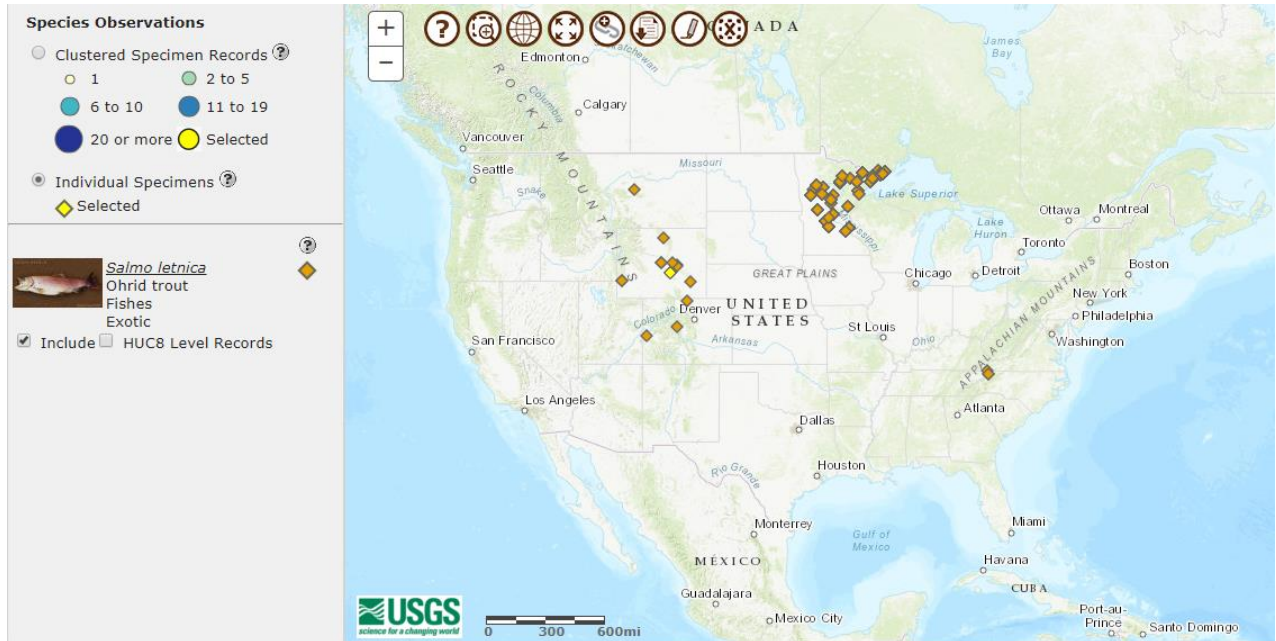 Species Observations
Clustered Specimen Records ?
1
2 to 5
6 to 10
11 to 19
20 or more
Selected
Individual Specimens ?
Selected
?
Salmo letnica
Ohrid trout
Fishes
Exotic
Include
HUC8 Level Records
+
−
?
ADA
Edmonton
Saskatchewan
James
Bay
ROCKY MOUNTAINS
Columbia
Calgary
Vancouver
Seattle
Missouri
Snake
Lake Superior
Mississippi
Ottawa
Montreal
Lake
Huron
Toronto
GREAT PLAINS
Chicago
Detroit
Boston
APPALACHIAN MOUNTAINS
New York
Philadelphia
UNITED
STATES
Colorado
Denver
St Louis
Ohio
Washington
San Francisco
Arkansas
Los Angeles
Atlanta
Dallas
Rio Grande
Houston
Monterrey
Gulf of
Mexico
Miami
MÉXICO
Havana
CUBA
Guadalajara
Mexico City
Port-au-
Prince
Santo Domingo
USGS
science for a changing world
0
300
600mi